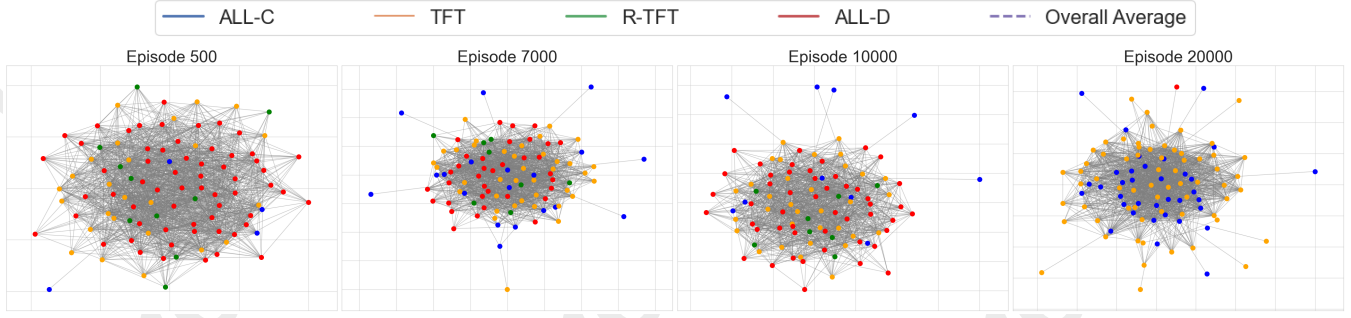 ALL-C TFT R-TFT ALL-D Overall Average
Episode 500 Episode 7000 Episode 10000 Episode 20000